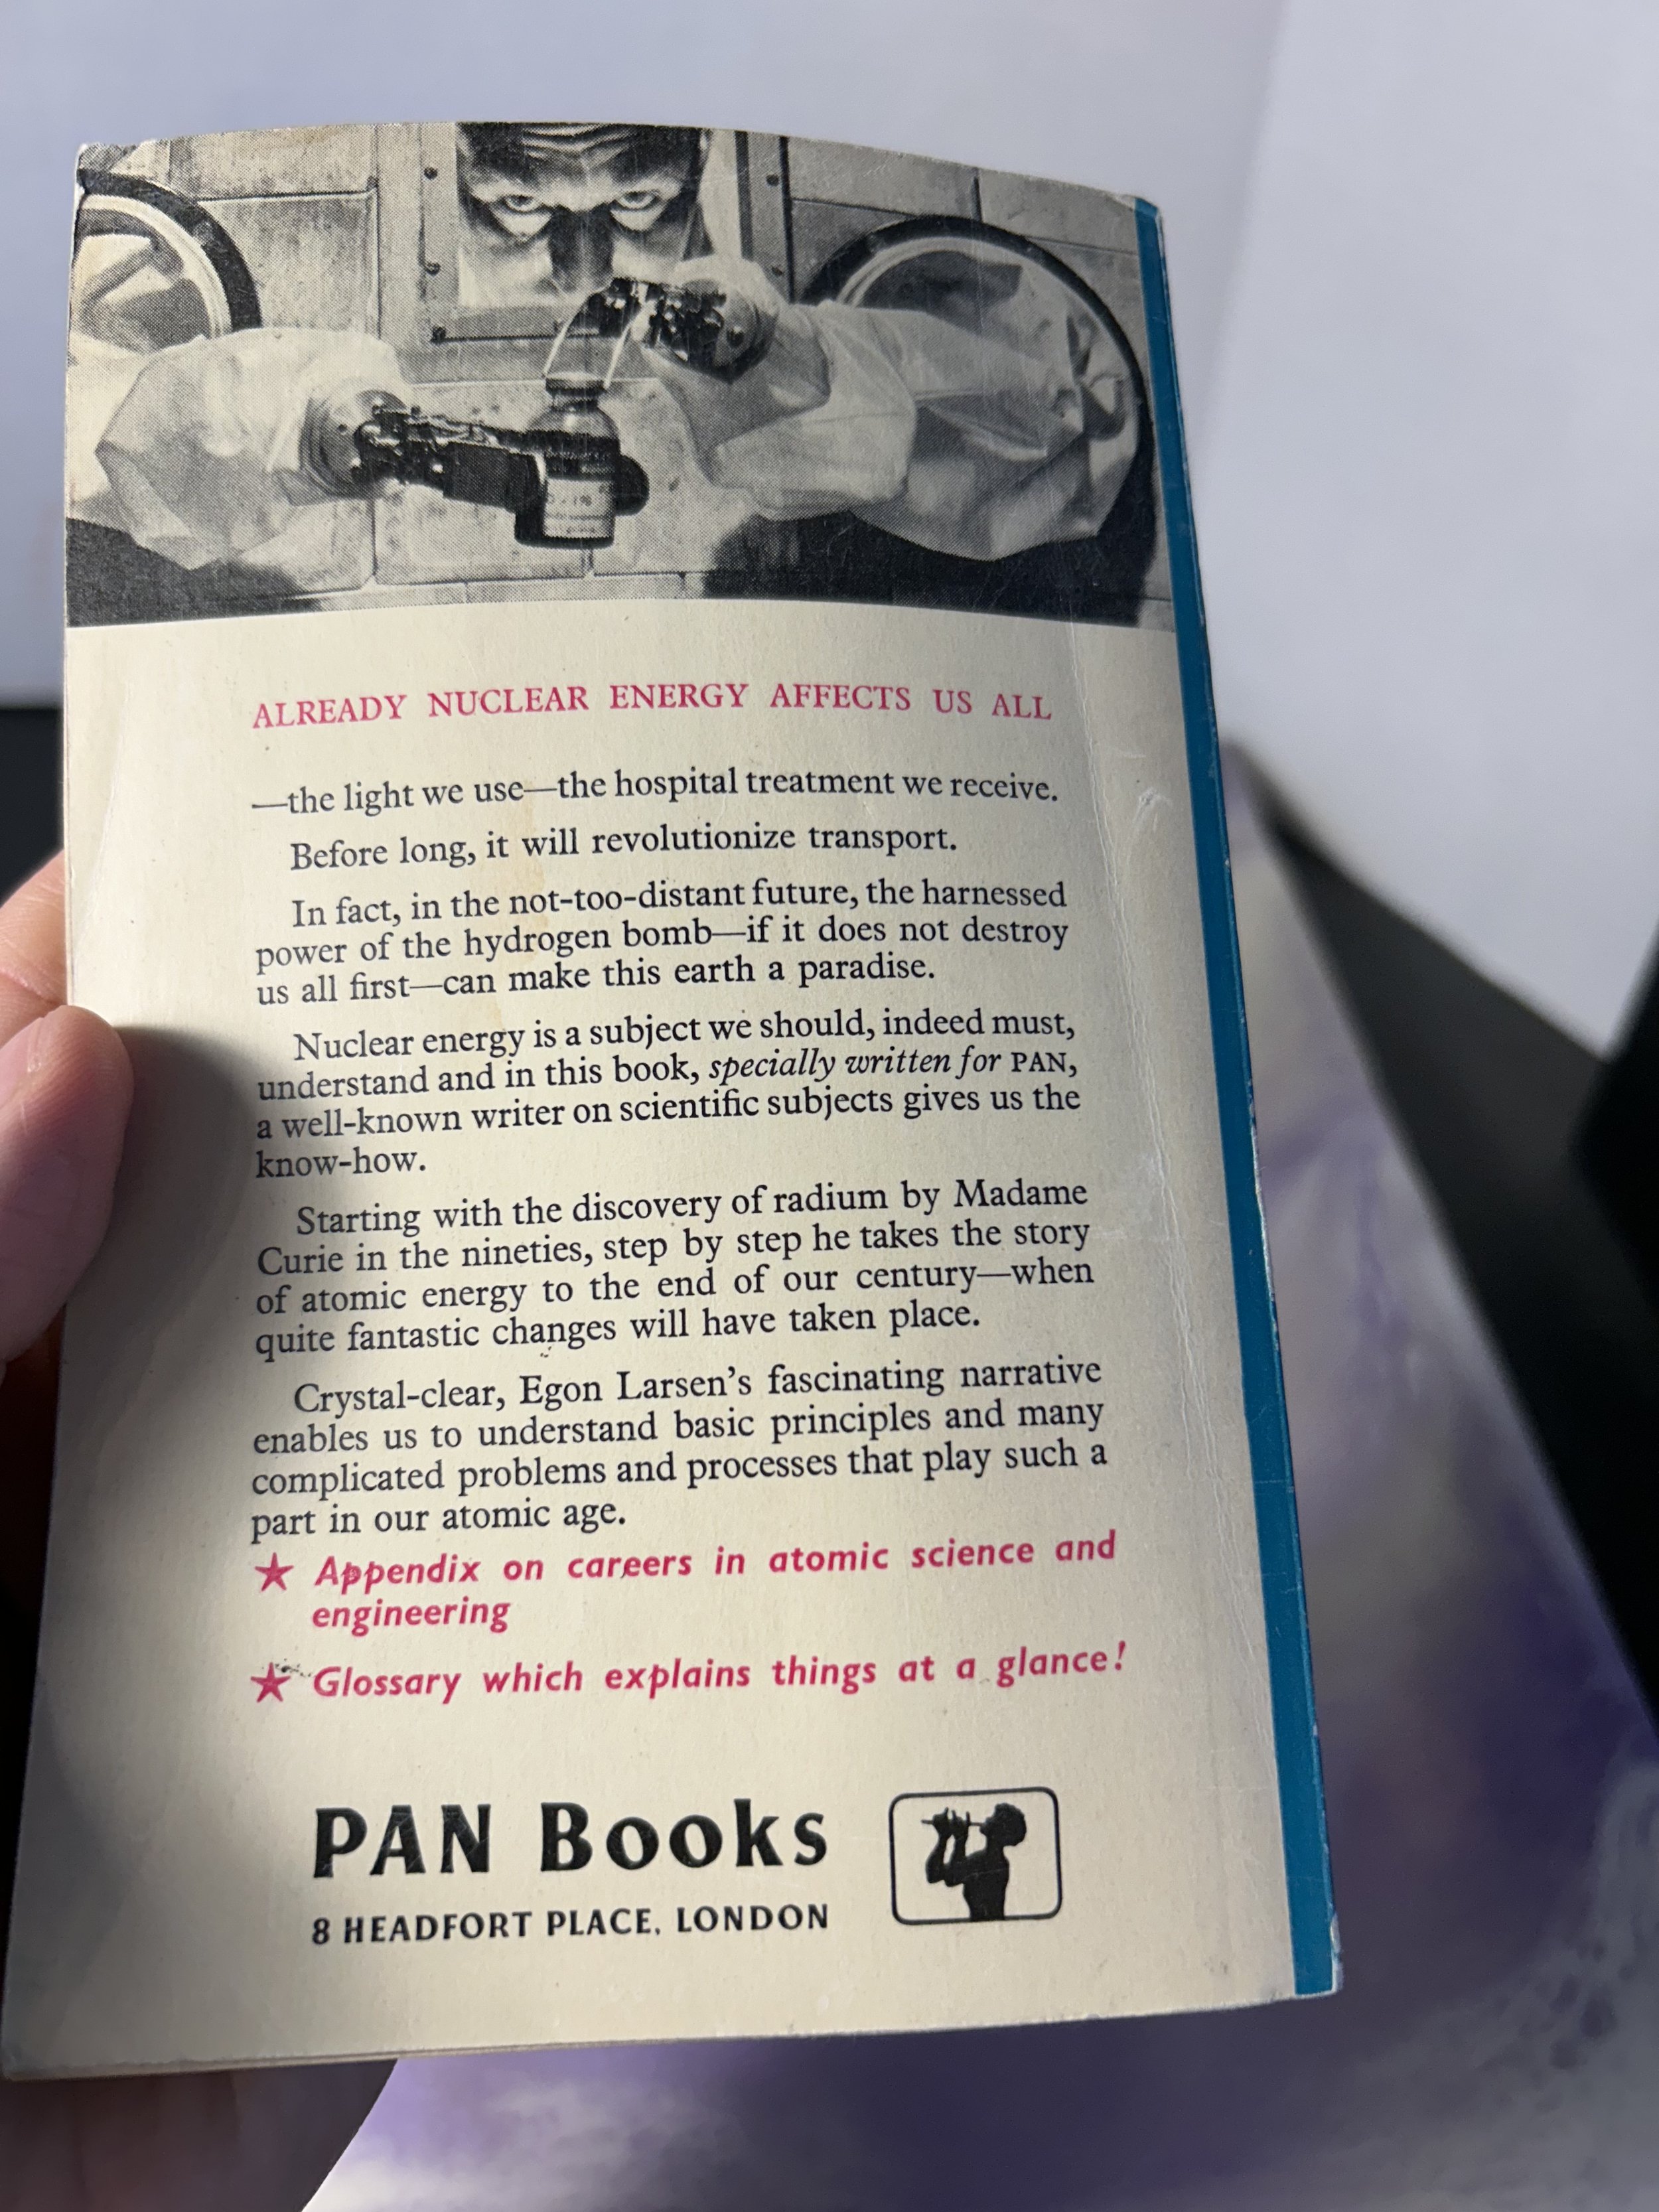 ALREADY NUCLEAR ENERGY AFFECTS US ALL
—the light we use—the hospital treatment we receive.
Before long, it will revolutionize transport.
In fact, in the not-too-distant future, the harnessed
power of the hydrogen bomb—if it does not destroy
us all first—can make this earth a paradise.
Nuclear energy is a subject we should, indeed must,
understand and in this book, specially written for PAN,
a well-known writer on scientific subjects gives us the
know-how.
Starting with the discovery of radium by Madame
Curie in the nineties, step by step he takes the story
of atomic energy to the end of our century—when
quite fantastic changes will have taken place.
Crystal-clear, Egon Larsen's fascinating narrative
enables us to understand basic principles and many
complicated problems and processes that play such a
part in our atomic age.
★ Appendix on careers in atomic science and
engineering
★ Glossary which explains things at a glance!
PAN Books
8 HEADFORT PLACE, LONDON